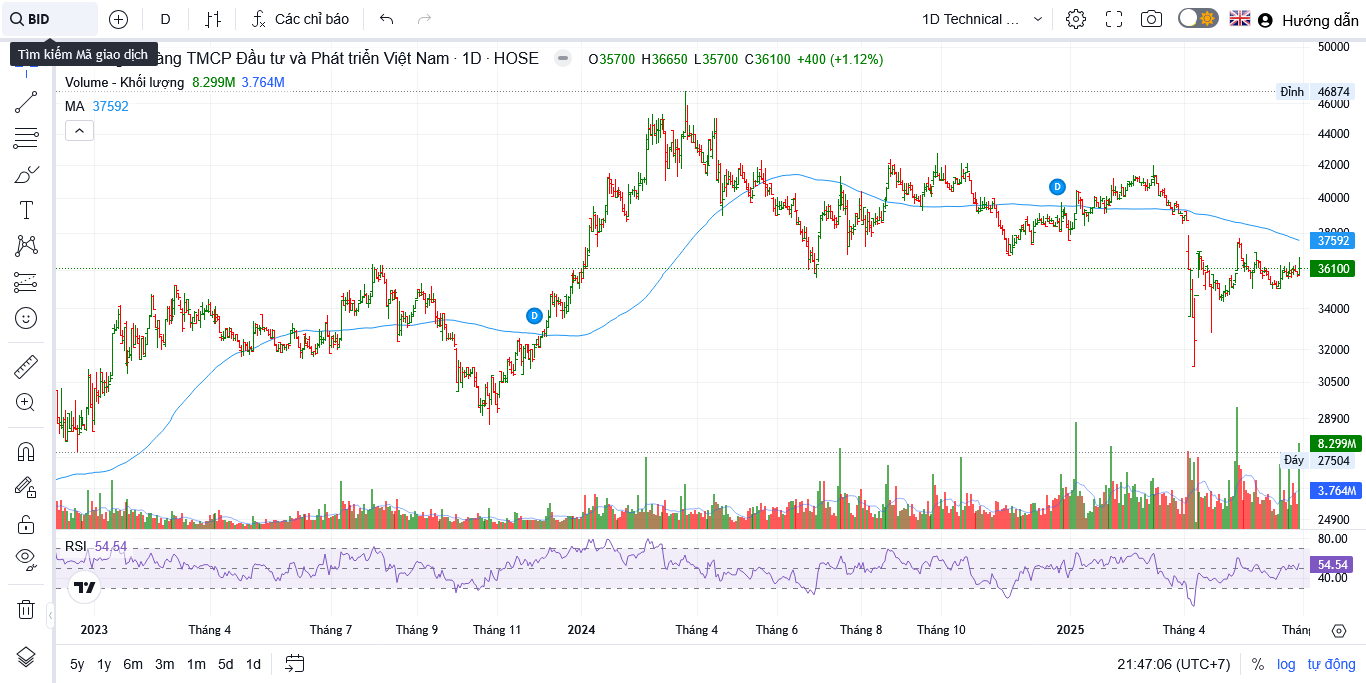 BID
D
Các chỉ báo
1D Technical ...
Hướng dẫn
Tìm kiếm Mã giao dịch
àng TMCP Đầu tư và Phát triển Việt Nam · 1D · HOSE
O35700 H36650 L35700 C36100 +400 (+1.12%)
Volume - Khối lượng 8.299M 3.764M
MA 37592
50000
Đỉnh 46874
46000
44000
42000
40000
38000
37592
36100
34000
32000
30500
28900
8.299M
Đáy 27504
3.764M
24900
D
D
RSI 54.54
80.00
54.54
40.00
2023 Tháng 4 Tháng 7 Tháng 9 Tháng 11 2024 Tháng 4 Tháng 6 Tháng 8 Tháng 10 2025 Tháng 4 Thán
5y 1y 6m 3m 1m 5d 1d
21:47:06 (UTC+7) % log tự động